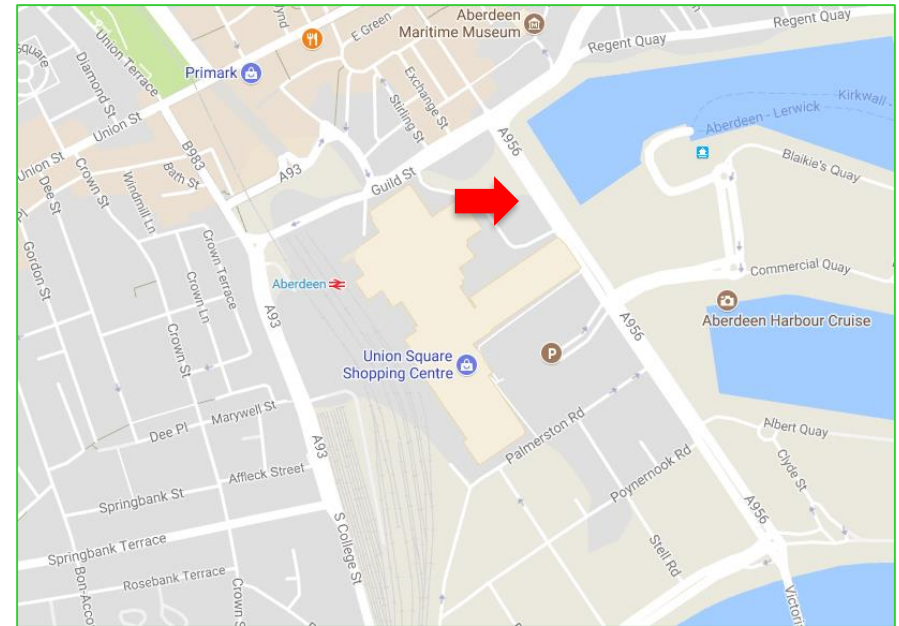 Aberdeen
Maritime Museum
Regent Quay
Regent Quay
E Green
Union Terrace
Diamond St
Primark
Exchange St
Stirling St
Union St
Union St
B983
A956
Kirkwall
Aberdeen - Lerwick
Blaikie's Quay
Bath St
A93
Guild St
Dee St
Crown St
Windmill Ln
Gordon St
Crown Terrace
Crown Ln
Aberdeen
A93
Commercial Quay
Aberdeen Harbour Cruise
A956
Crown St
Union Square
Shopping Centre
P
Marywell St
Dee Pl
A93
Affleck Street
Palmerston Rd
Poynernook Rd
Albert Quay
Clyde St
Springbank St
Springbank Terrace
S College St
A956
Stell Rd
Rosebank Terrace
Bon-Acco
Crown S
Victori